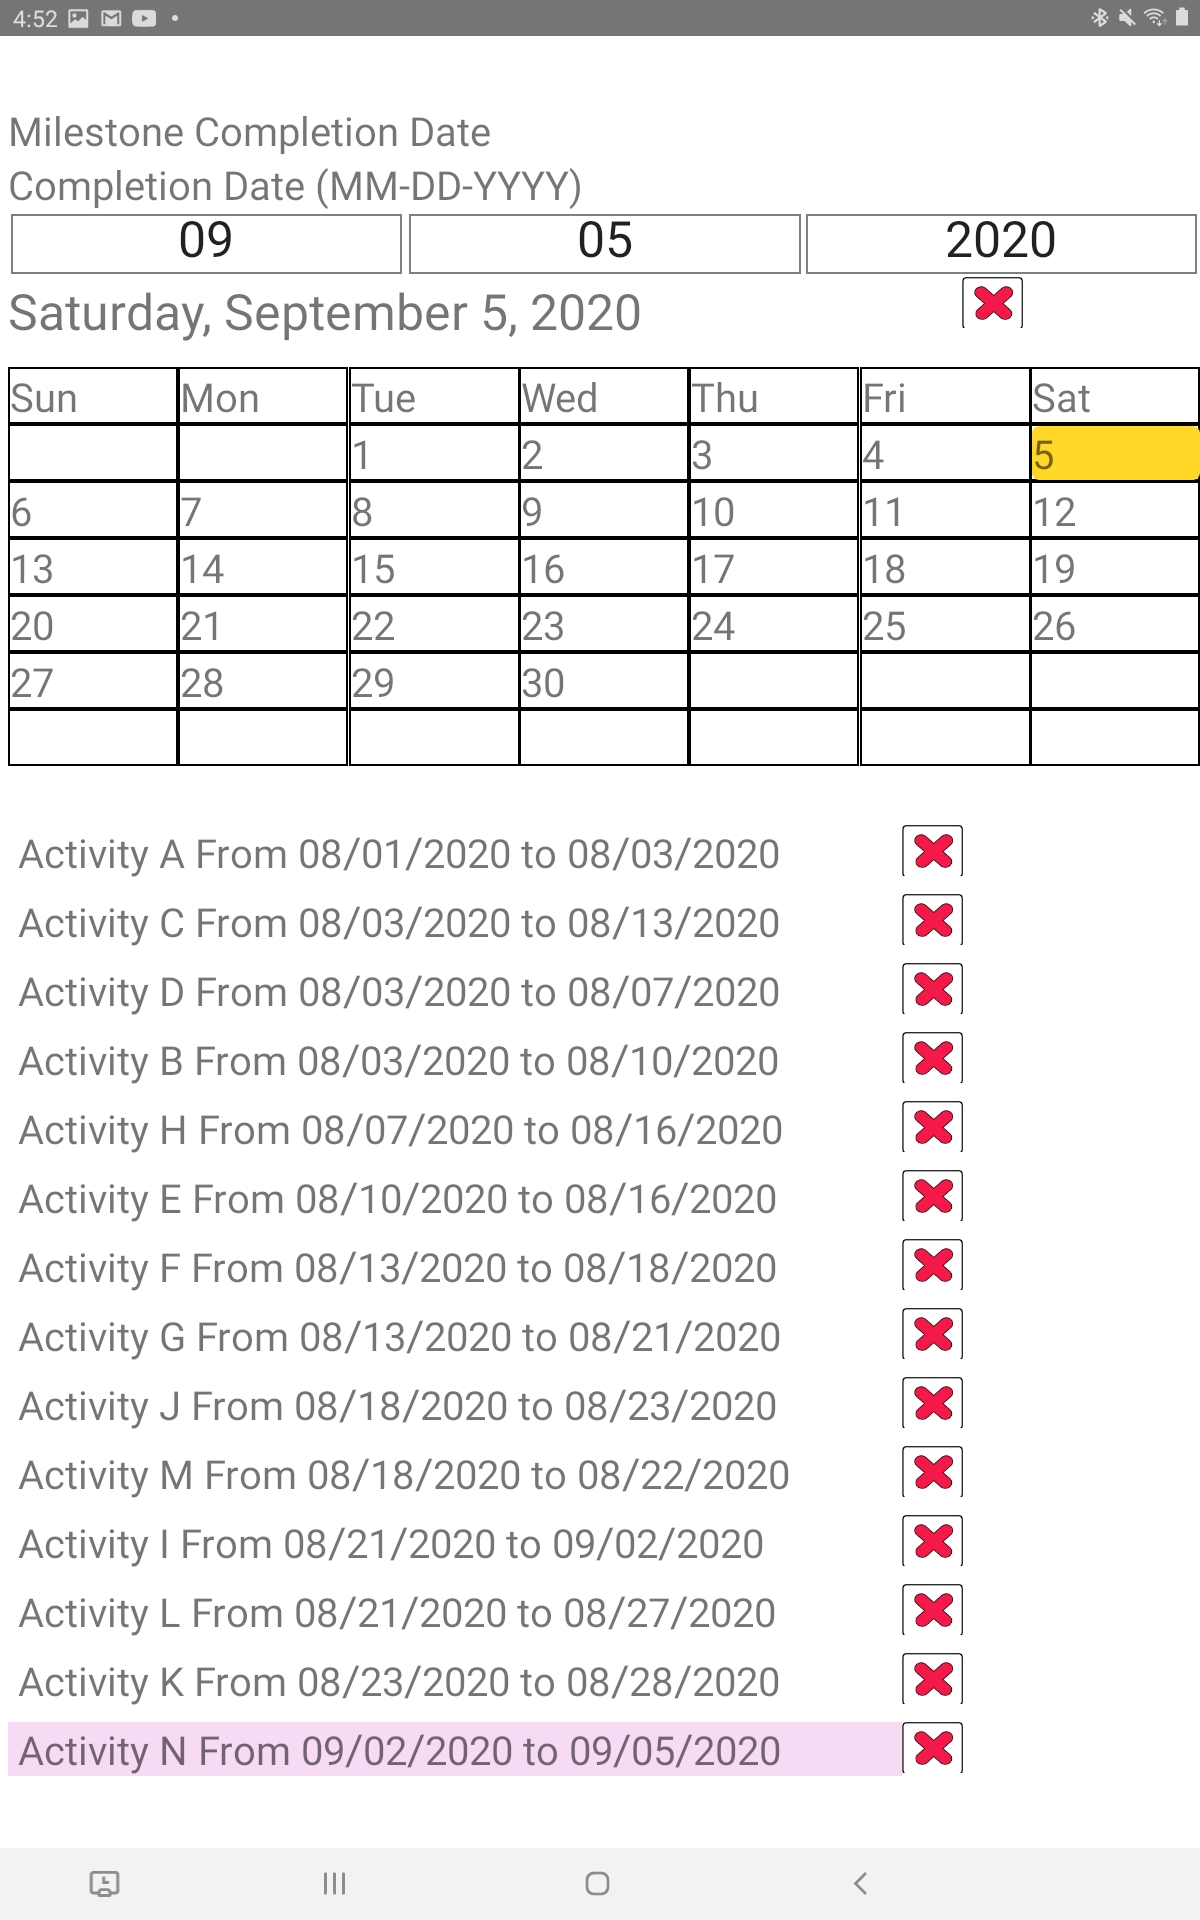 4:52
Milestone Completion Date
Completion Date (MM-DD-YYYY)
09 05 2020
Saturday, September 5, 2020
Sun Mon Tue Wed Thu Fri Sat
1 2 3 4 5
6 7 8 9 10 11 12
13 14 15 16 17 18 19
20 21 22 23 24 25 26
27 28 29 30
Activity A From 08/01/2020 to 08/03/2020
Activity C From 08/03/2020 to 08/13/2020
Activity D From 08/03/2020 to 08/07/2020
Activity B From 08/03/2020 to 08/10/2020
Activity H From 08/07/2020 to 08/16/2020
Activity E From 08/10/2020 to 08/16/2020
Activity F From 08/13/2020 to 08/18/2020
Activity G From 08/13/2020 to 08/21/2020
Activity J From 08/18/2020 to 08/23/2020
Activity M From 08/18/2020 to 08/22/2020
Activity I From 08/21/2020 to 09/02/2020
Activity L From 08/21/2020 to 08/27/2020
Activity K From 08/23/2020 to 08/28/2020
Activity N From 09/02/2020 to 09/05/2020